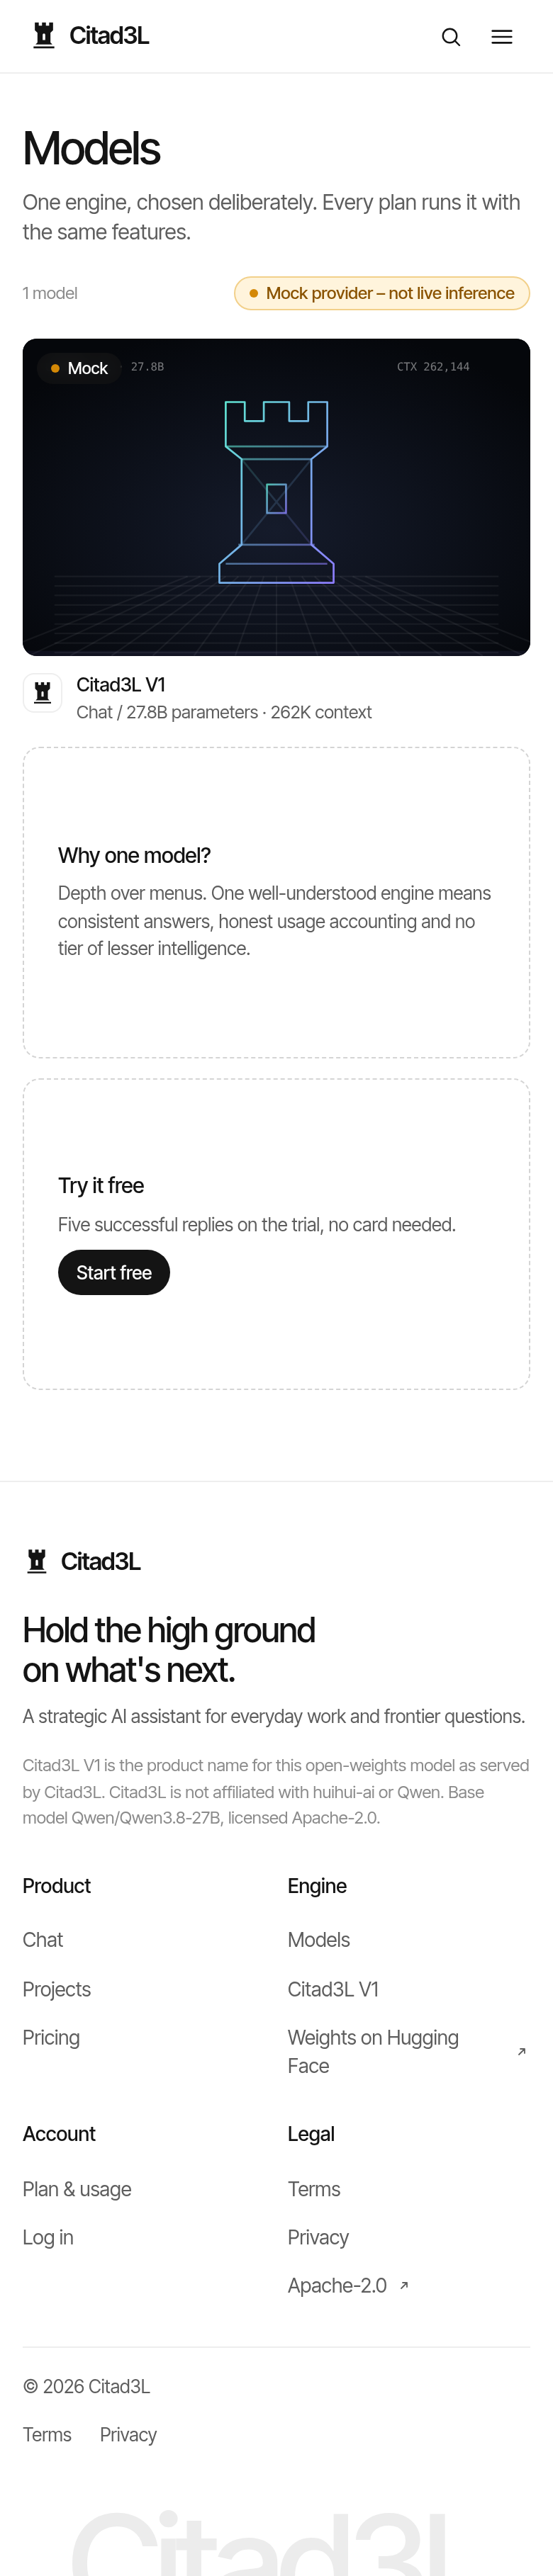 Citad3L
Models
One engine, chosen deliberately. Every plan runs it with
the same features.
1 model
Mock provider – not live inference
Mock
27.8B
CTX 262,144
Citad3L V1
Chat / 27.8B parameters · 262K context
Why one model?
Depth over menus. One well-understood engine means
consistent answers, honest usage accounting and no
tier of lesser intelligence.
Try it free
Five successful replies on the trial, no card needed.
Start free
Citad3L
Hold the high ground
on what's next.
A strategic AI assistant for everyday work and frontier questions.
Citad3L V1 is the product name for this open-weights model as served
by Citad3L. Citad3L is not affiliated with huihui-ai or Qwen. Base
model Qwen/Qwen3.8-27B, licensed Apache-2.0.
Product
Chat
Projects
Pricing
Engine
Models
Citad3L V1
Weights on Hugging
Face
Account
Plan & usage
Log in
Legal
Terms
Privacy
Apache-2.0
© 2026 Citad3L
Terms
Privacy
Citad3L